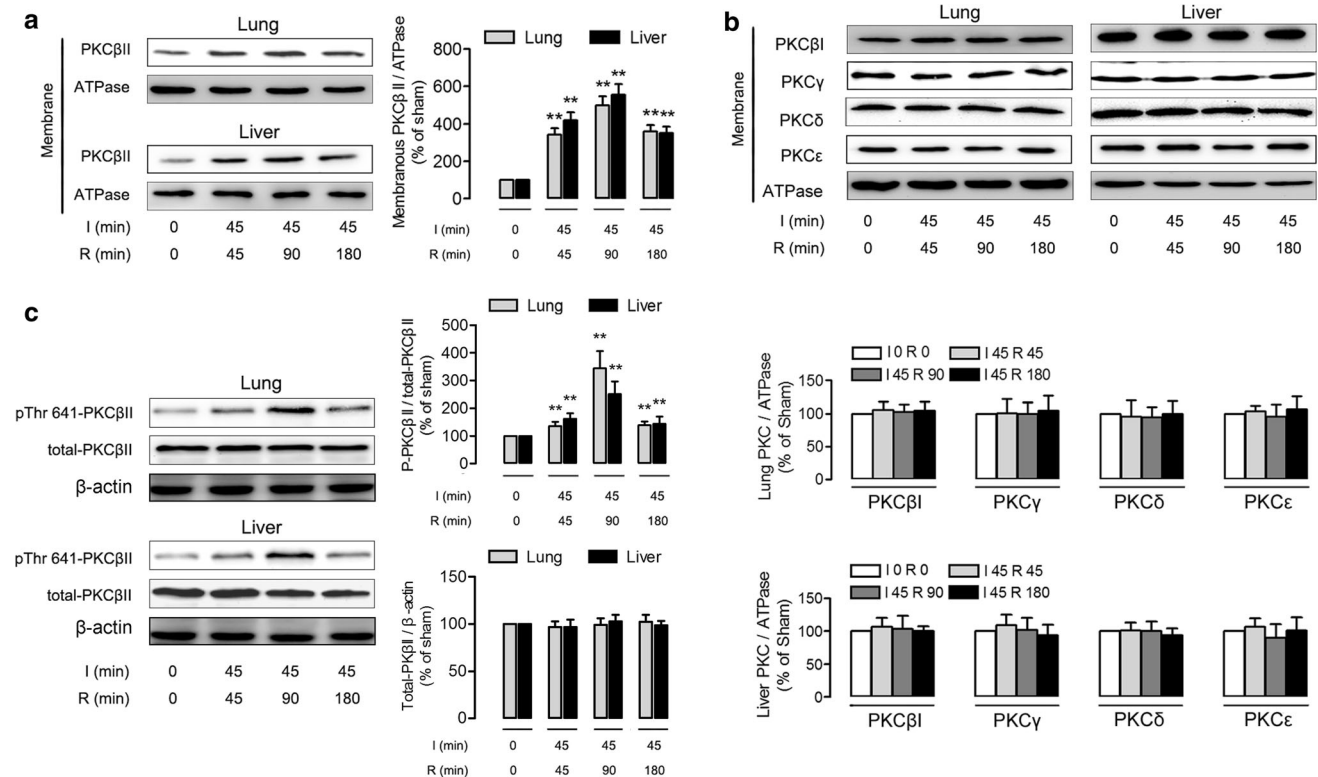 a
Lung
PKCβII
ATPase
Liver
PKCβII
ATPase
Membrane
I (min) 0 45 45 45
R (min) 0 45 90 180
Lung Liver
Membranous PKCβ II / ATPase
(% of sham)
800
600
400
200
0
** ** ** ** ** **
I (min) 0 45 45 45
R (min) 0 45 90 180
b
Lung Liver
PKCβI
PKCγ
PKCδ
PKCε
ATPase
Membrane
I (min) 0 45 45 45 0 45 45 45
R (min) 0 45 90 180 0 45 90 180
I 0 R 0 I 45 R 45
I 45 R 90 I 45 R 180
Lung PKC / ATPase
(% of Sham)
150
100
50
0
PKCβI PKCγ PKCδ PKCε
I 0 R 0 I 45 R 45
I 45 R 90 I 45 R 180
Liver PKC / ATPase
(% of Sham)
150
100
50
0
PKCβI PKCγ PKCδ PKCε
c
Lung
pThr 641-PKCβII
total-PKCβII
β-actin
Liver
pThr 641-PKCβII
total-PKCβII
β-actin
I (min) 0 45 45 45
R (min) 0 45 90 180
Lung Liver
P-PKCβ II / total-PKCβ II
(% of sham)
500
400
300
200
100
0
** ** ** ** ** **
I (min) 0 45 45 45
R (min) 0 45 90 180
Lung Liver
Total-PKβII / β-actin
(% of sham)
150
100
50
0
I (min) 0 45 45 45
R (min) 0 45 90 180